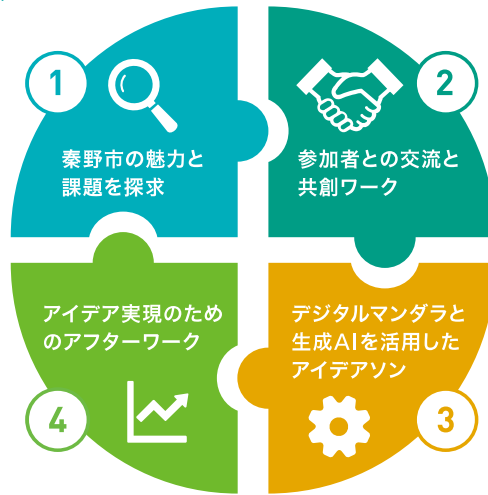 1
秦野市の魅力と
課題を探求
2
参加者との交流と
共創ワーク
デジタルマンダラと
生成AIを活用した
アイデアソン
3
アイデア実現のため
のアフターワーク
4